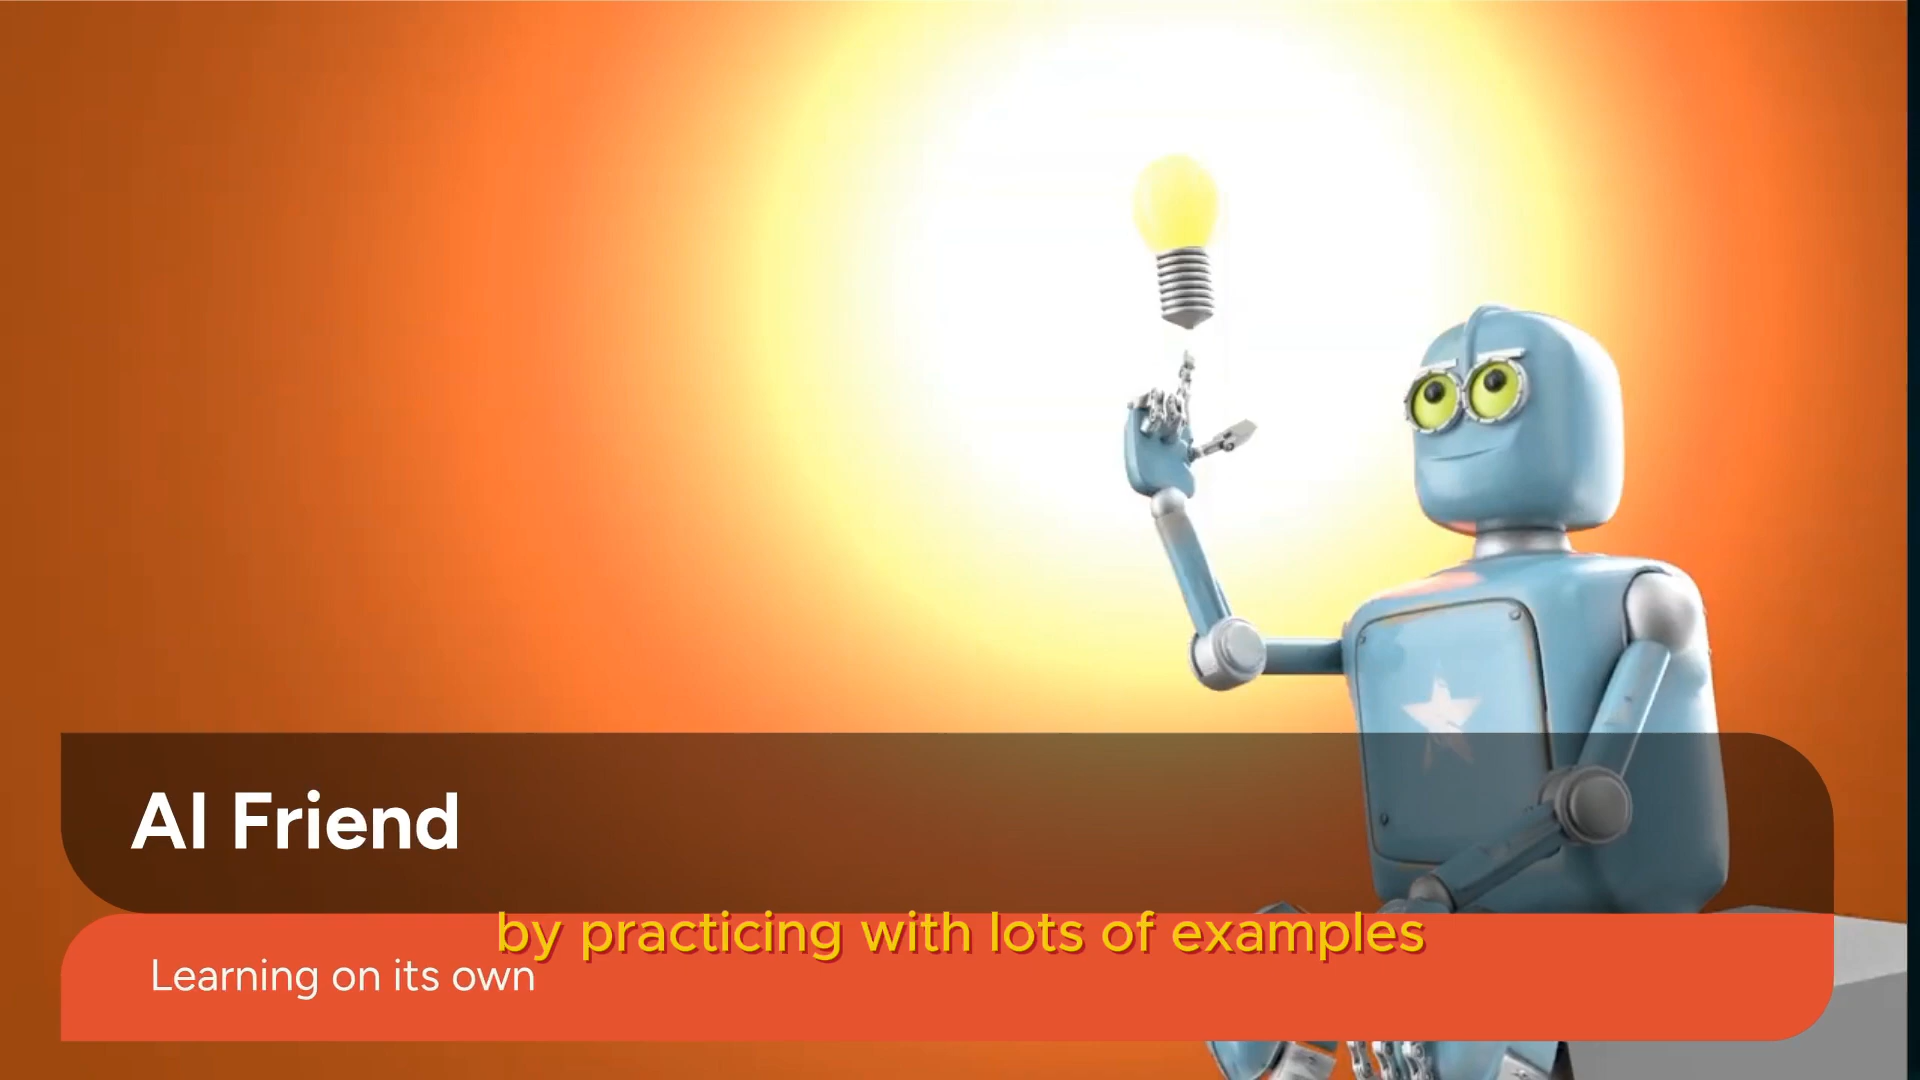 AI Friend
by practicing with lots of examples
Learning on its own